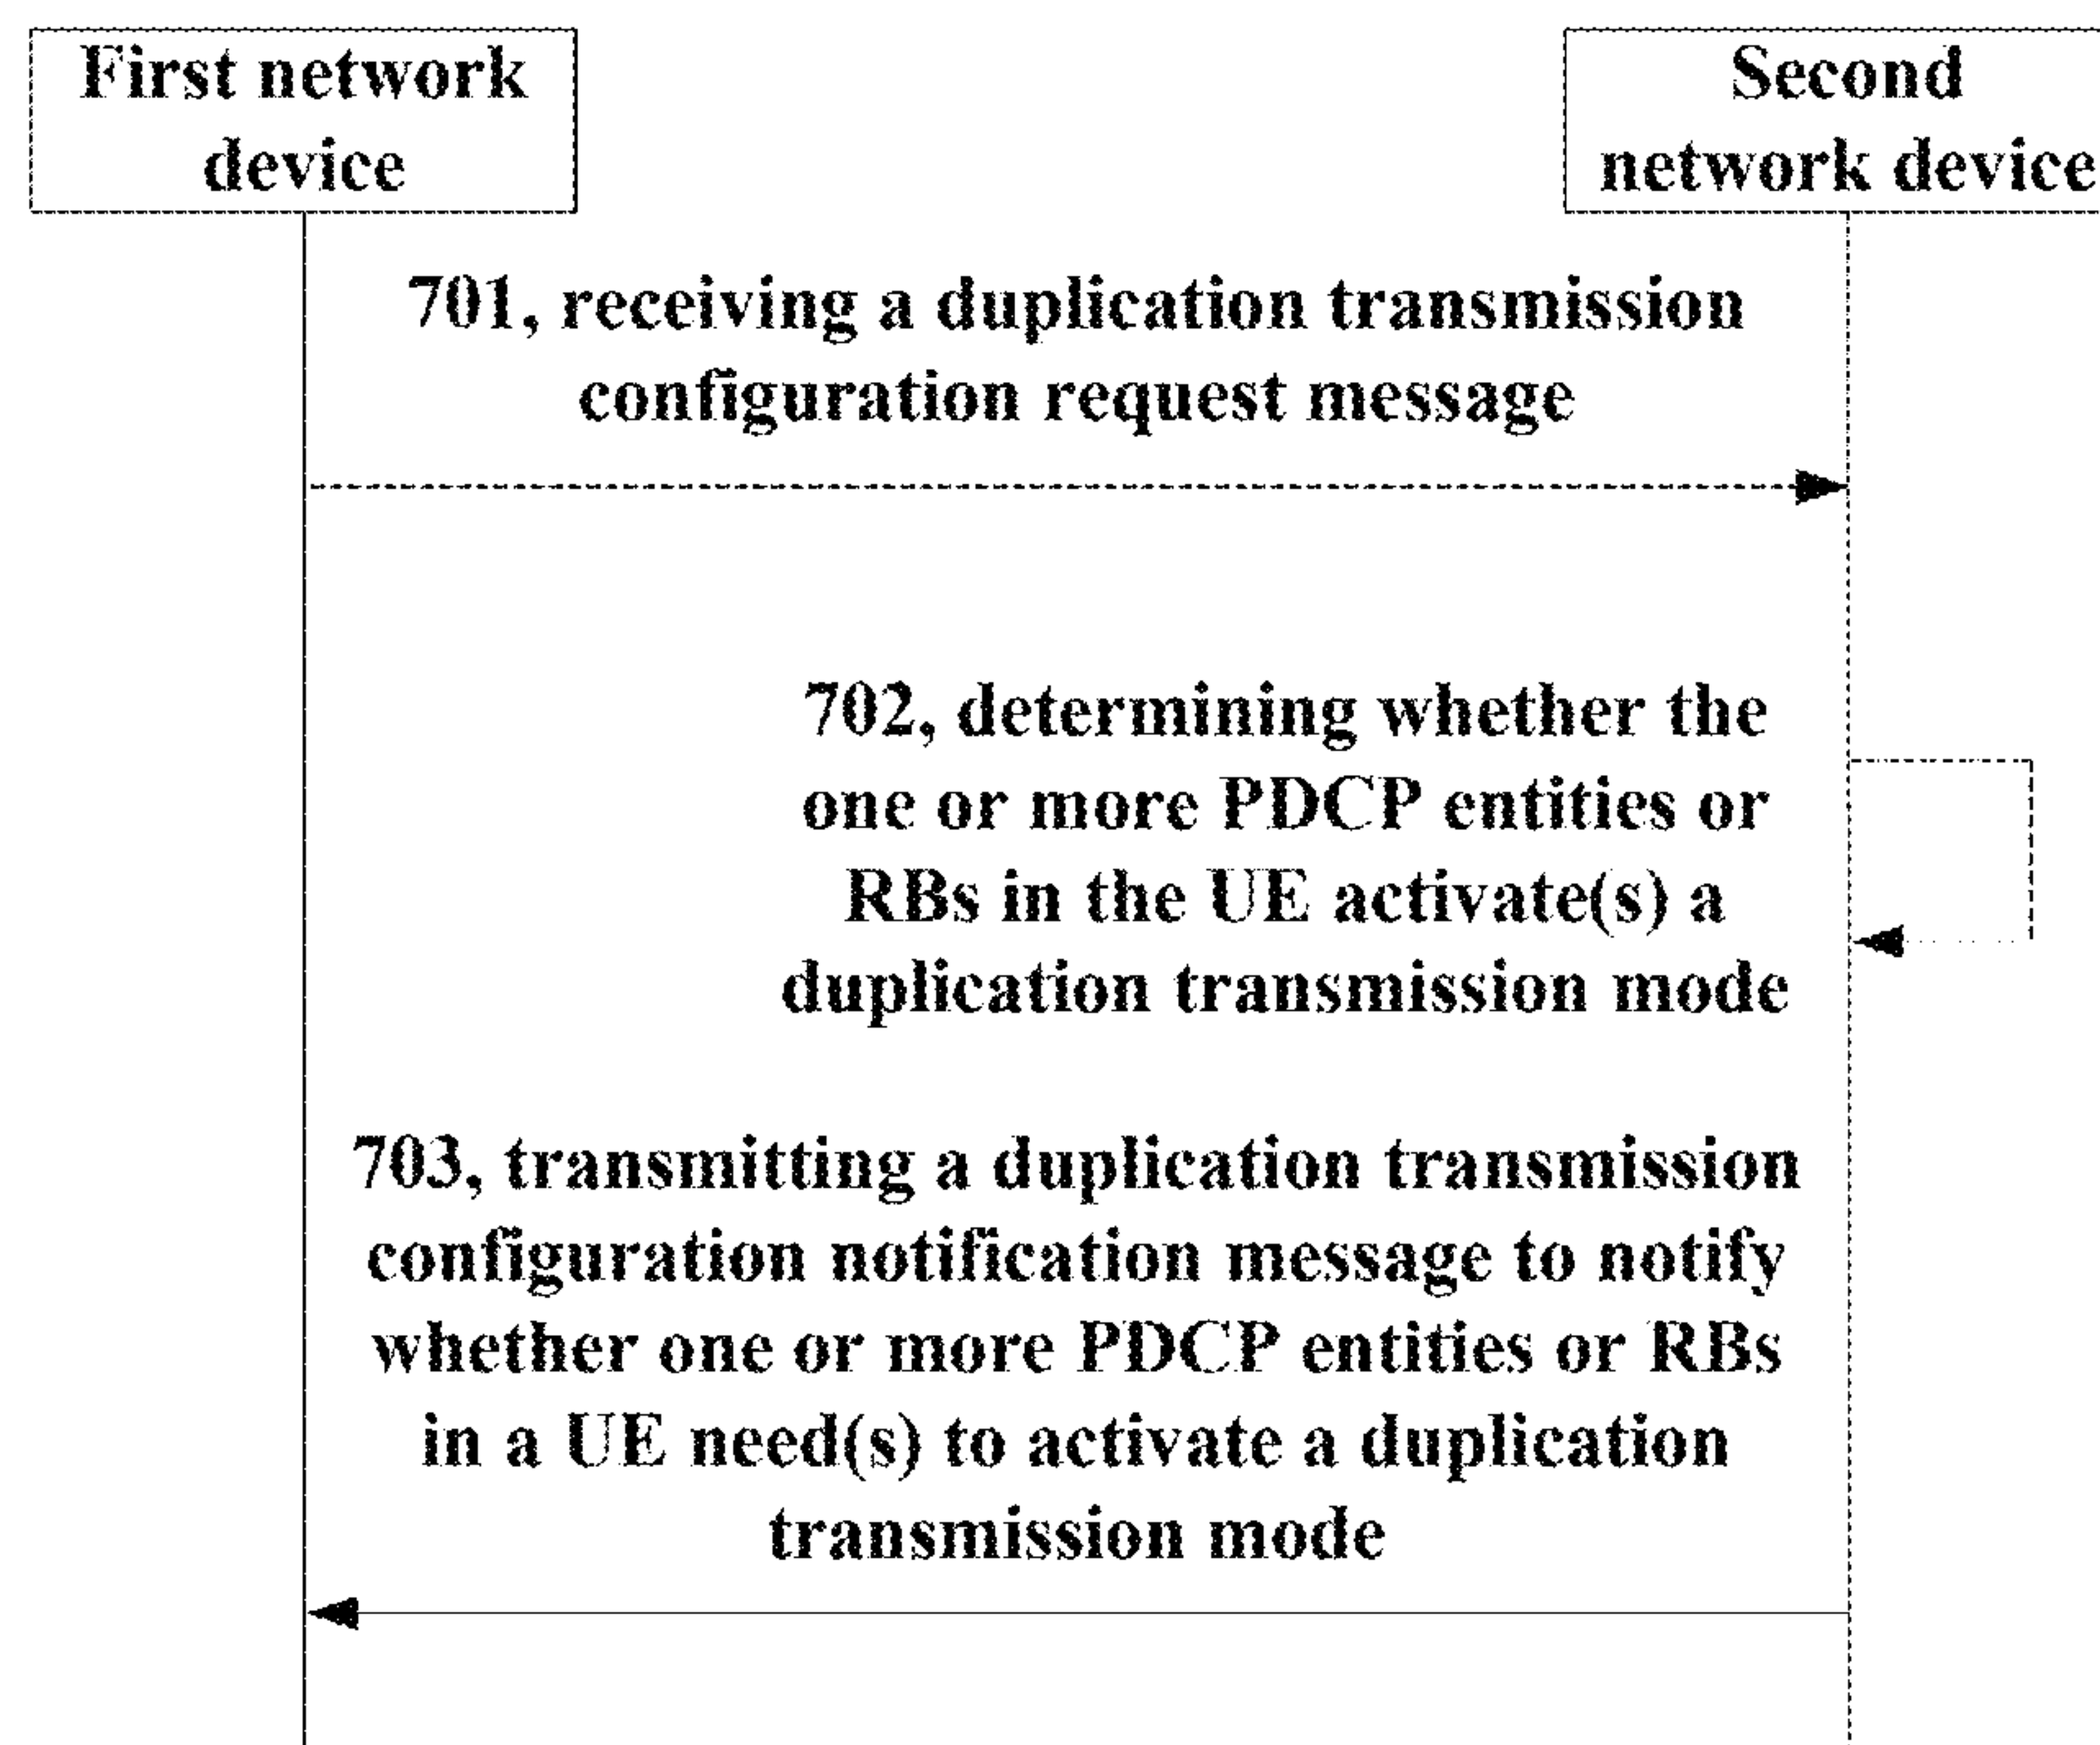 First network
device
Second
network device
701, receiving a duplication transmission
configuration request message
702, determining whether the
one or more PDCP entities or
RBs in the UE activate(s) a
duplication transmission mode
703, transmitting a duplication transmission
configuration notification message to notify
whether one or more PDCP entities or RBs
in a UE need(s) to activate a duplication
transmission mode